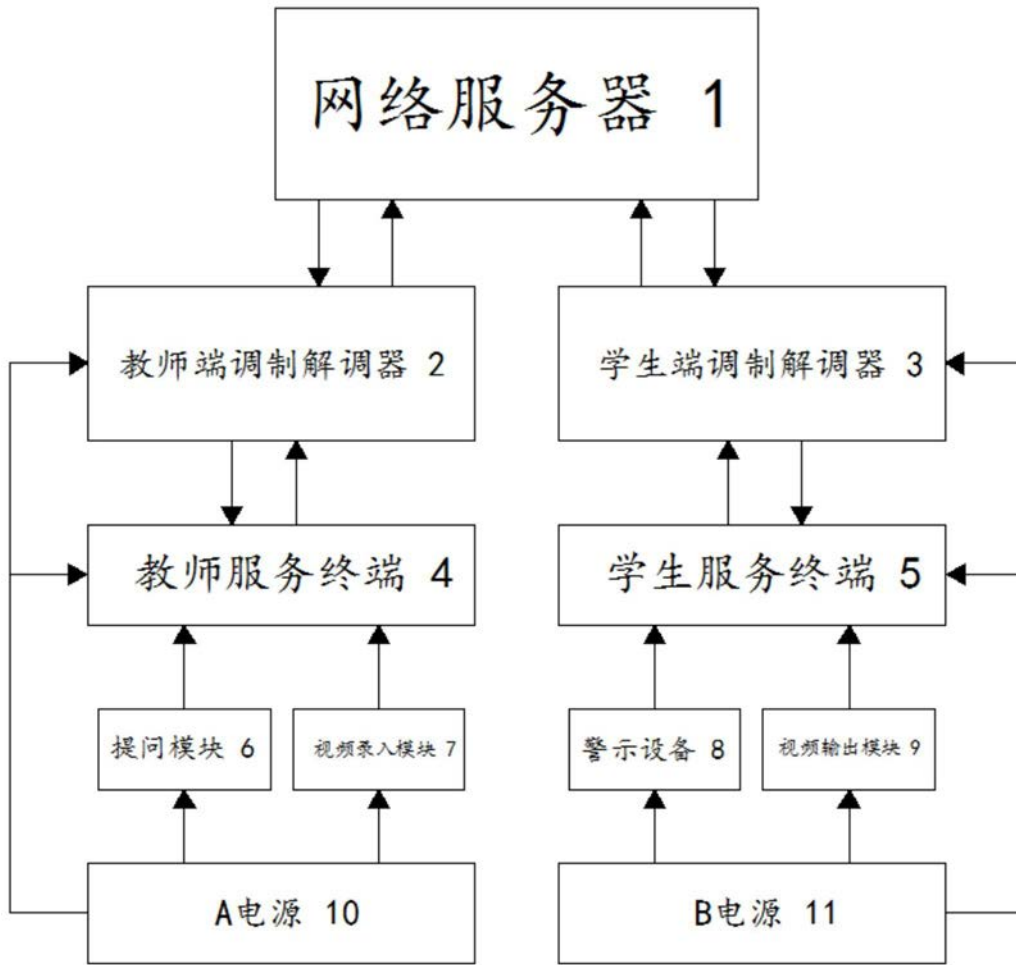 网络服务器 1
教师端调制解调器 2
学生端调制解调器 3
教师服务终端 4
学生服务终端 5
提问模块 6
视频录入模块 7
警示设备 8
视频输出模块 9
A电源 10
B电源 11